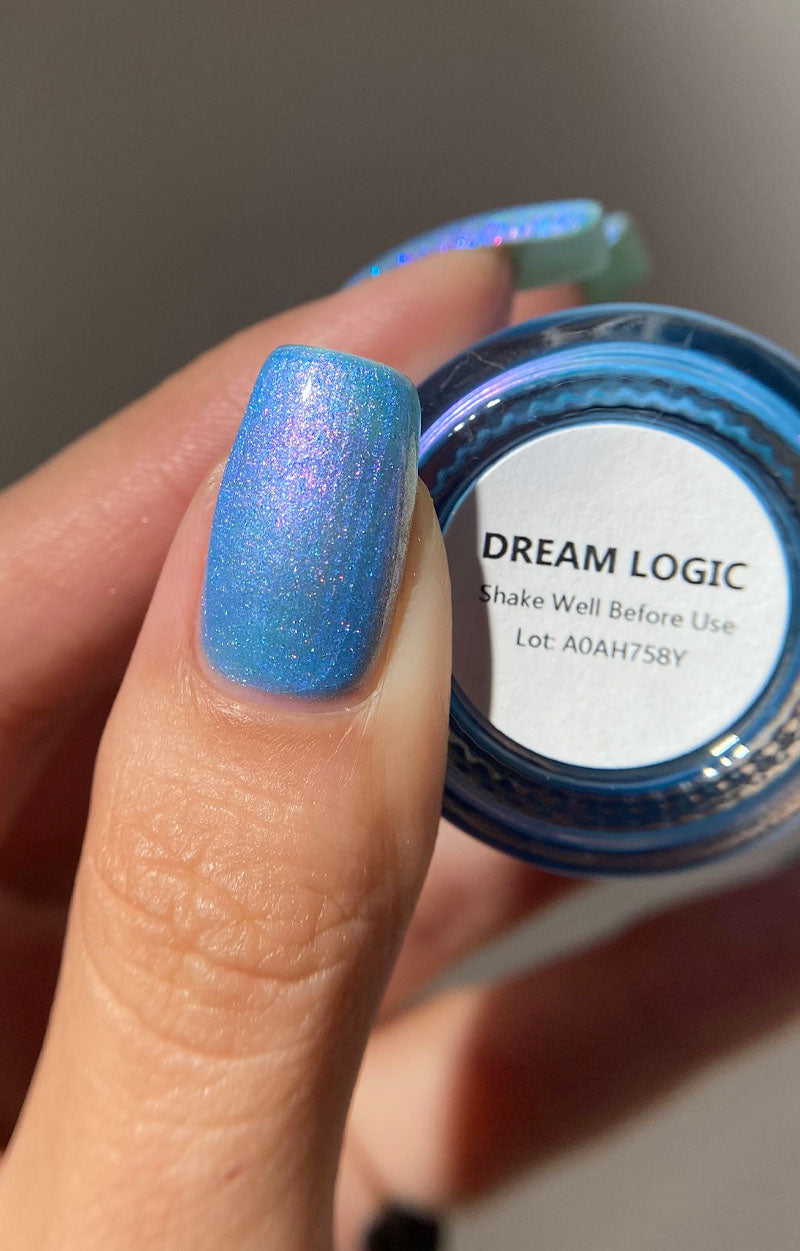 DREAM LOGIC
Shake Well Before Use
Lot: A0AH758Y